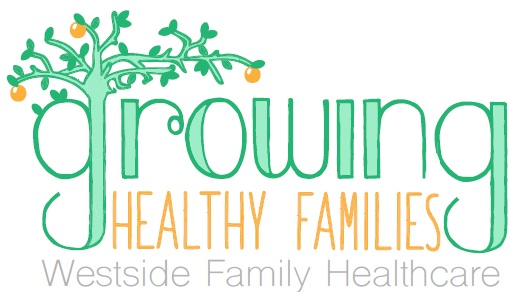 growing
HEALTHY FAMILIES
Westside Family Healthcare